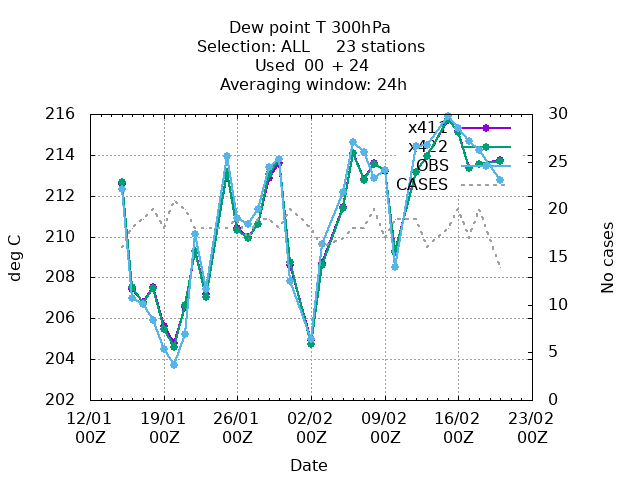 Dew point T 300hPa
Selection: ALL 23 stations
Used 00 + 24
Averaging window: 24h
216 30
x411
x422
214 25
OBS
CASES
212 20
210 15
208 10
206
204 5
202 0
deg C
No cases
12/01 19/01 26/01 02/02 09/02 16/02 23/02
00Z 00Z 00Z 00Z 00Z 00Z 00Z
Date